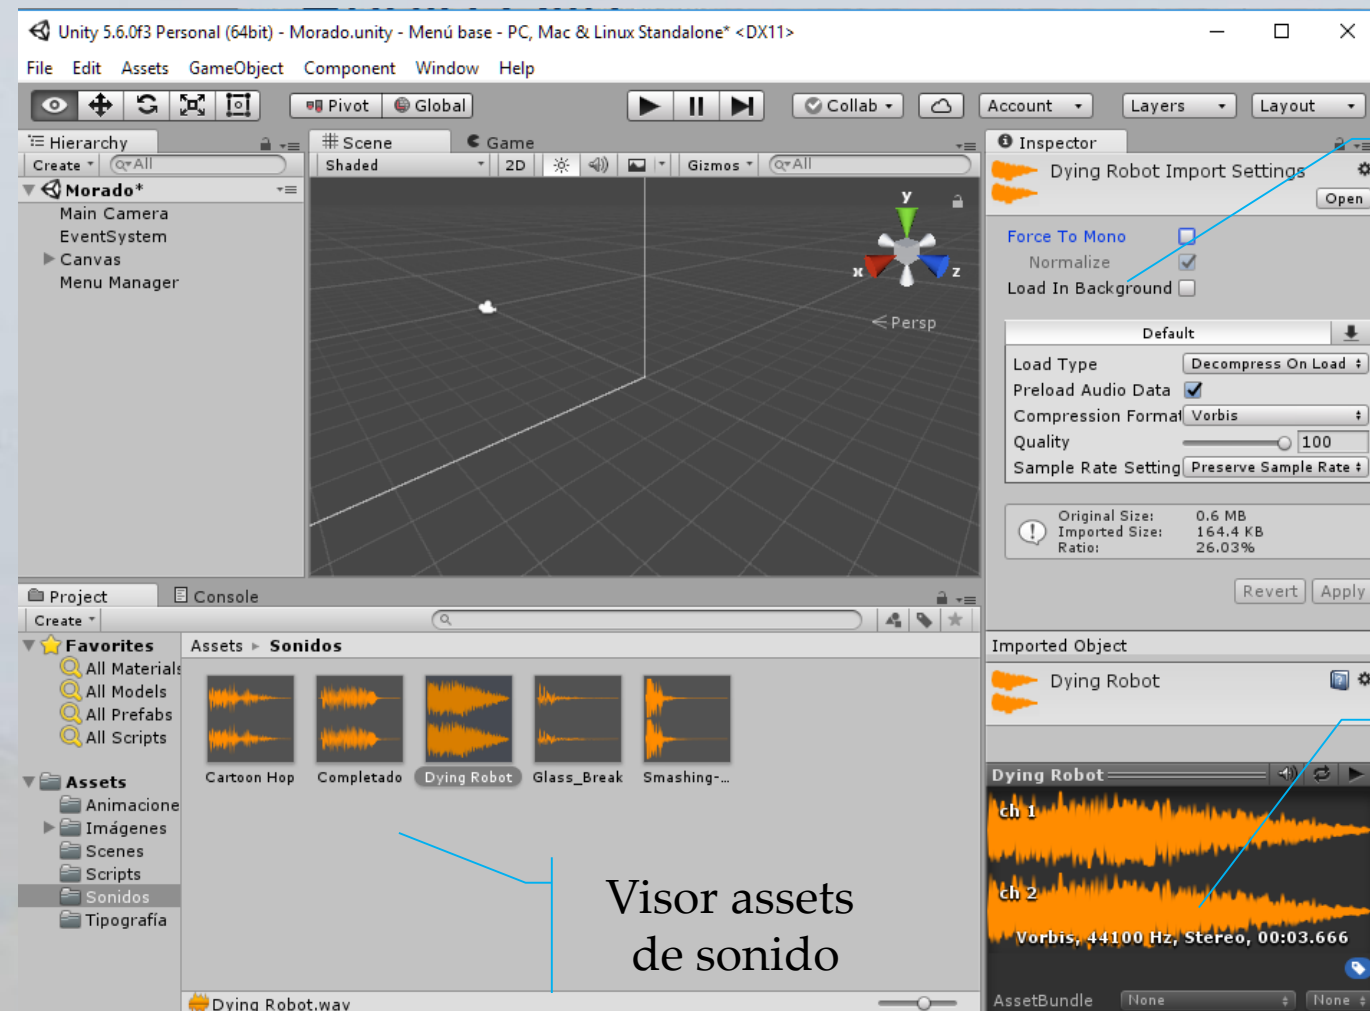 Unity 5.6.0f3 Personal (64bit) - Morado.unity - Menú base - PC, Mac & Linux Standalone* <DX11>
File Edit Assets GameObject Component Window Help
Pivot Global Collab Account Layers Layout
Hierarchy
Create All
Morado*
Main Camera
EventSystem
Canvas
Menu Manager
Scene Game
Shaded 2D Gizmos All
y
x z
Persp
Inspector
Dying Robot Import Settings
Open
Force To Mono
Normalize
Load In Background
Default
Load Type Decompress On Load
Preload Audio Data
Compression Format Vorbis
Quality 100
Sample Rate Setting Preserve Sample Rate
Original Size: 0.6 MB
Imported Size: 164.4 KB
Ratio: 26.03%
Revert Apply
Project Console
Create
Favorites
All Materials
All Models
All Prefabs
All Scripts
Assets
Animacione
Imágenes
Scenes
Scripts
Sonidos
Tipografía
Assets Sonidos
Cartoon Hop Completado Dying Robot Glass_Break Smashing-...
Visor assets
de sonido
Dying Robot.wav
Imported Object
Dying Robot
Dying Robot
ch 1
ch 2
Vorbis, 44100 Hz, Stereo, 00:03.666
AssetBundle None None